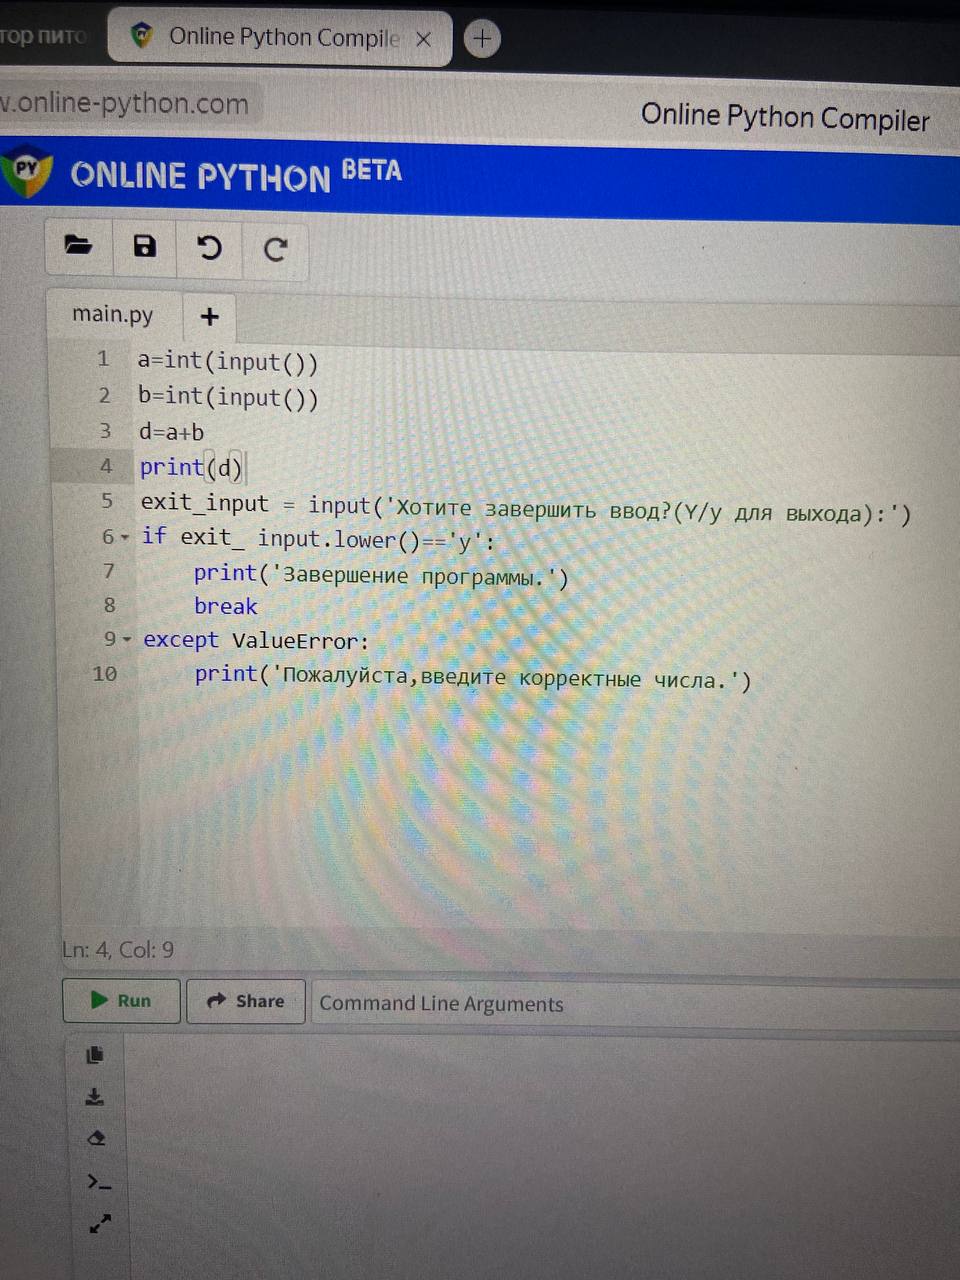 тор пито
Online Python Compile
v.online-python.com
Online Python Compiler
PY
ONLINE PYTHON BETA
main.py
1 a=int(input())
2 b=int(input())
3 d=a+b
4 print(d)
5 exit_input = input('Хотите завершить ввод?(Y/y для выхода):')
6 if exit_ input.lower()=='y':
7 print('Завершение программы.')
8 break
9 except ValueError:
10 print('Пожалуйста,введите корректные числа.')
Ln: 4, Col: 9
Run
Share
Command Line Arguments